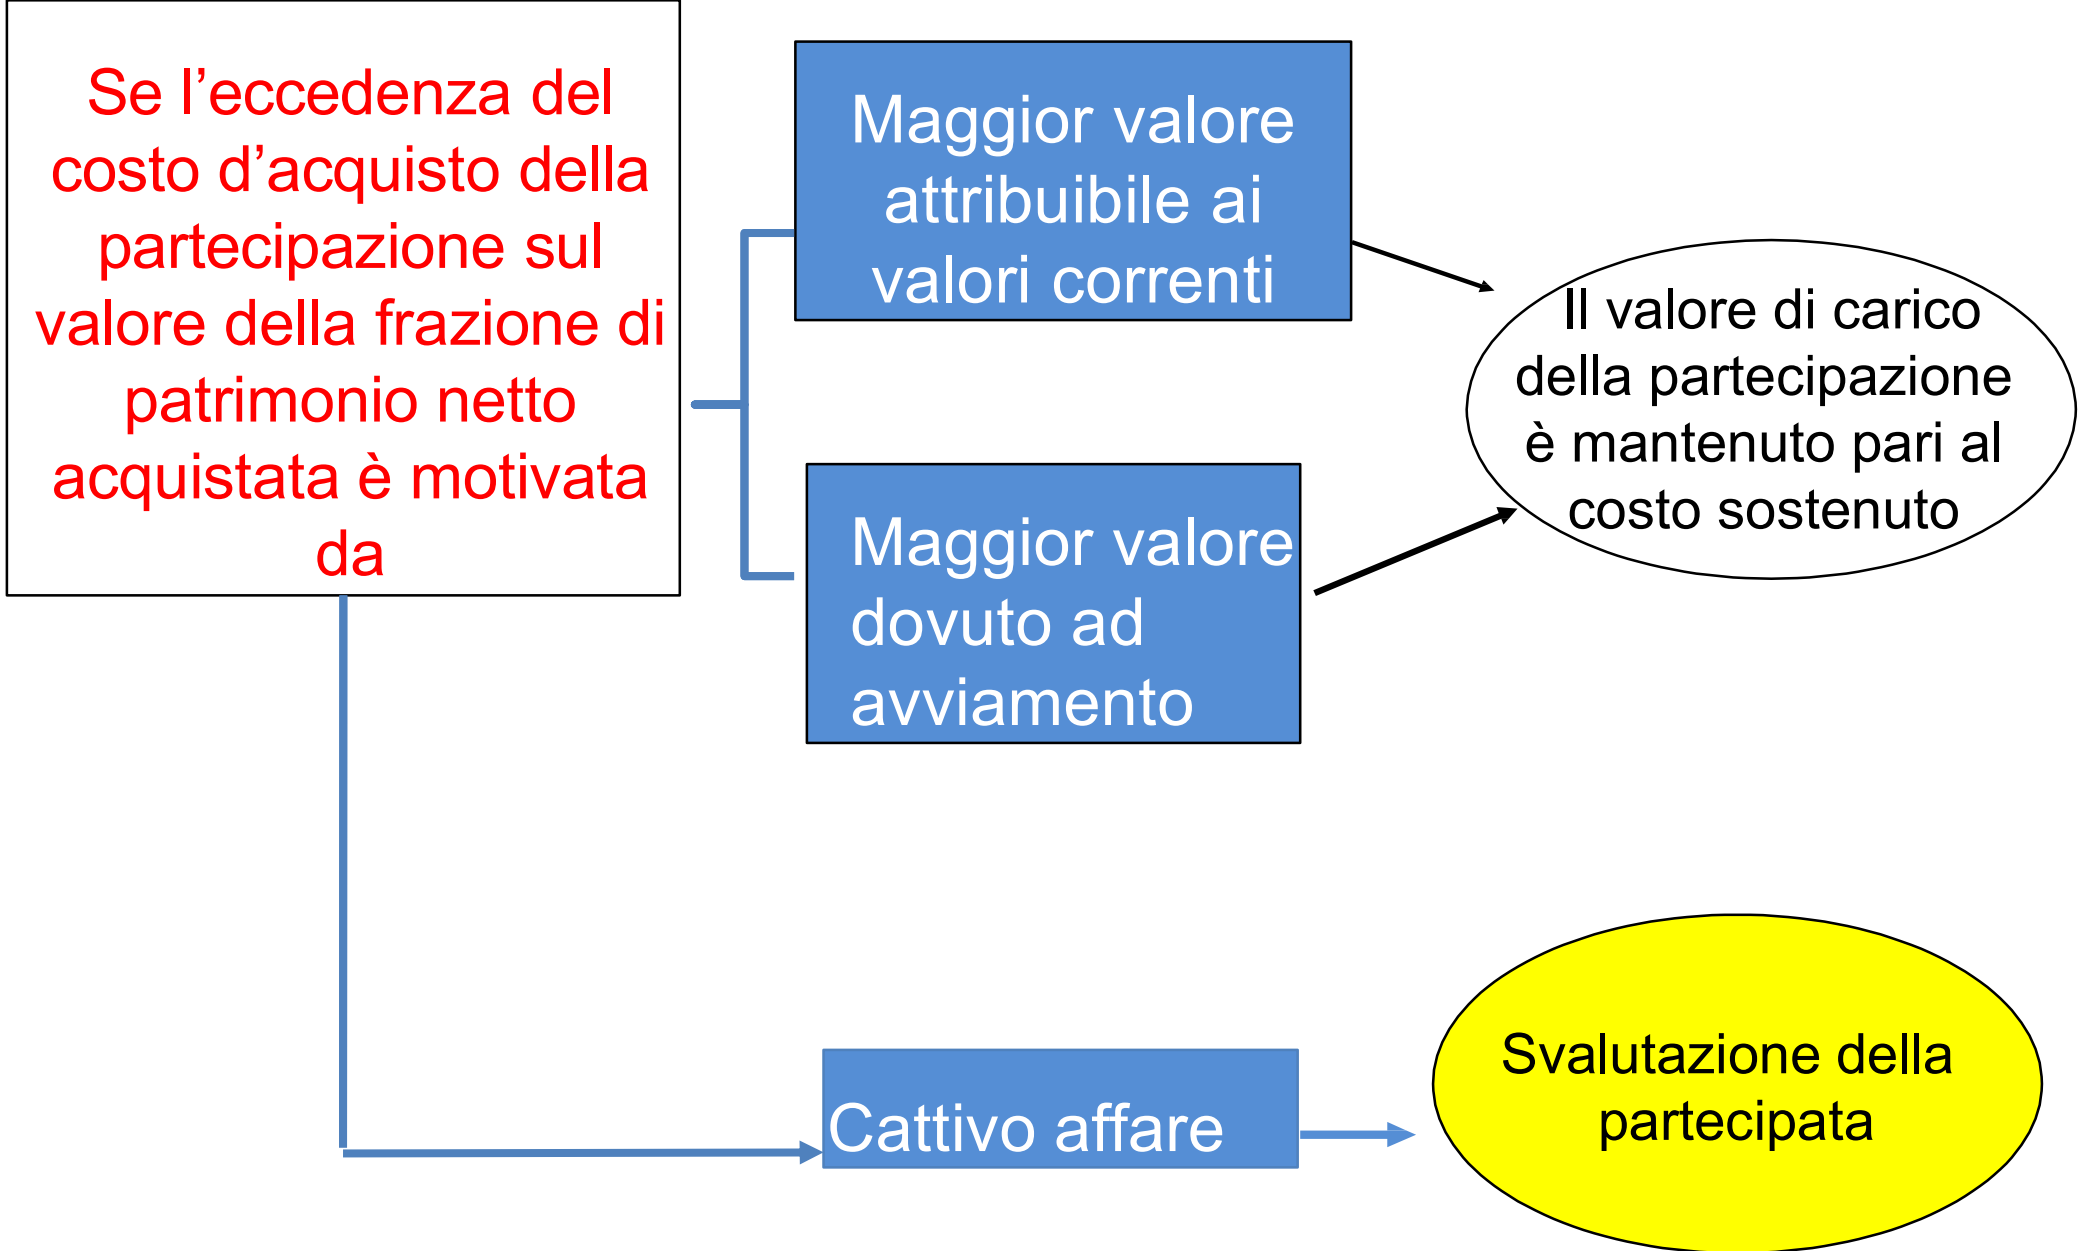 Se l’eccedenza del
costo d’acquisto della
partecipazione sul
valore della frazione di
patrimonio netto
acquistata è motivata
da
Maggior valore
attribuibile ai
valori correnti
Maggior valore
dovuto ad
avviamento
Il valore di carico
della partecipazione
è mantenuto pari al
costo sostenuto
Cattivo affare
Svalutazione della
partecipata